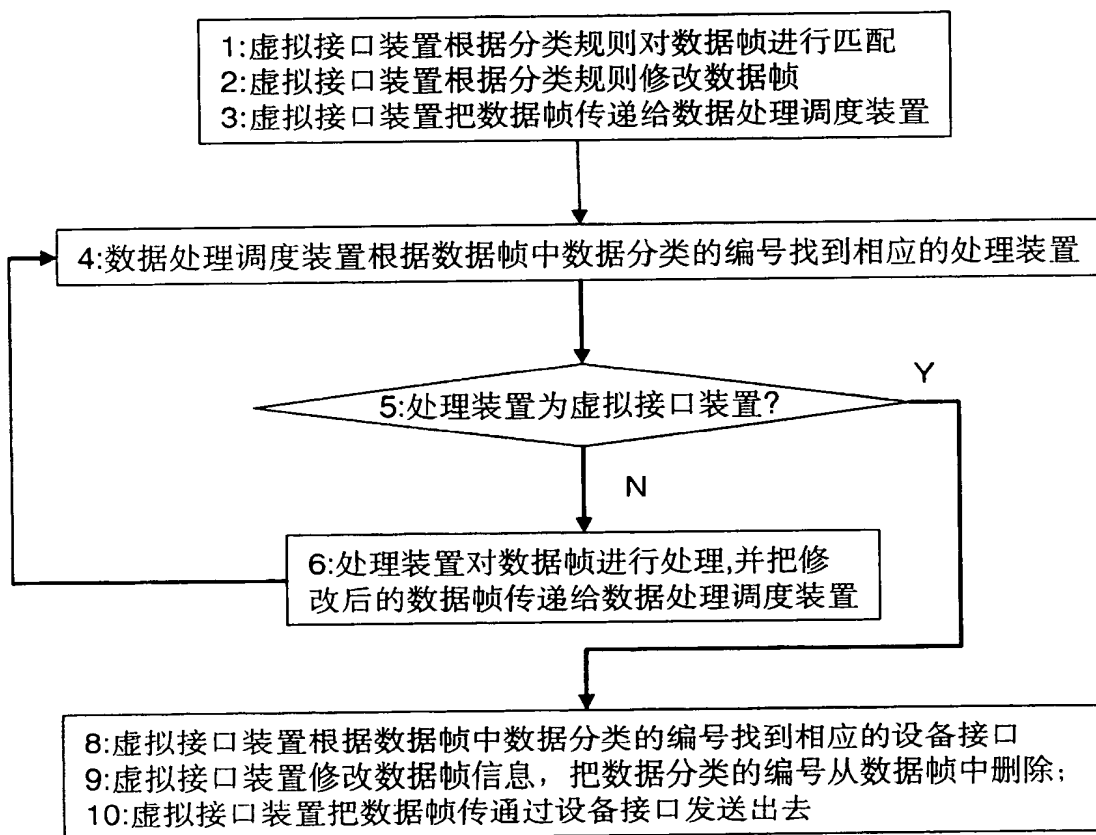 1:虚拟接口装置根据分类规则对数据帧进行匹配
2:虚拟接口装置根据分类规则修改数据帧
3:虚拟接口装置把数据帧传递给数据处理调度装置
4:数据处理调度装置根据数据帧中数据分类的编号找到相应的处理装置
5:处理装置为虚拟接口装置?
Y
N
6:处理装置对数据帧进行处理,并把修
改后的数据帧传递给数据处理调度装置
8:虚拟接口装置根据数据帧中数据分类的编号找到相应的设备接口
9:虚拟接口装置修改数据帧信息，把数据分类的编号从数据帧中删除；
10:虚拟接口装置把数据帧传通过设备接口发送出去